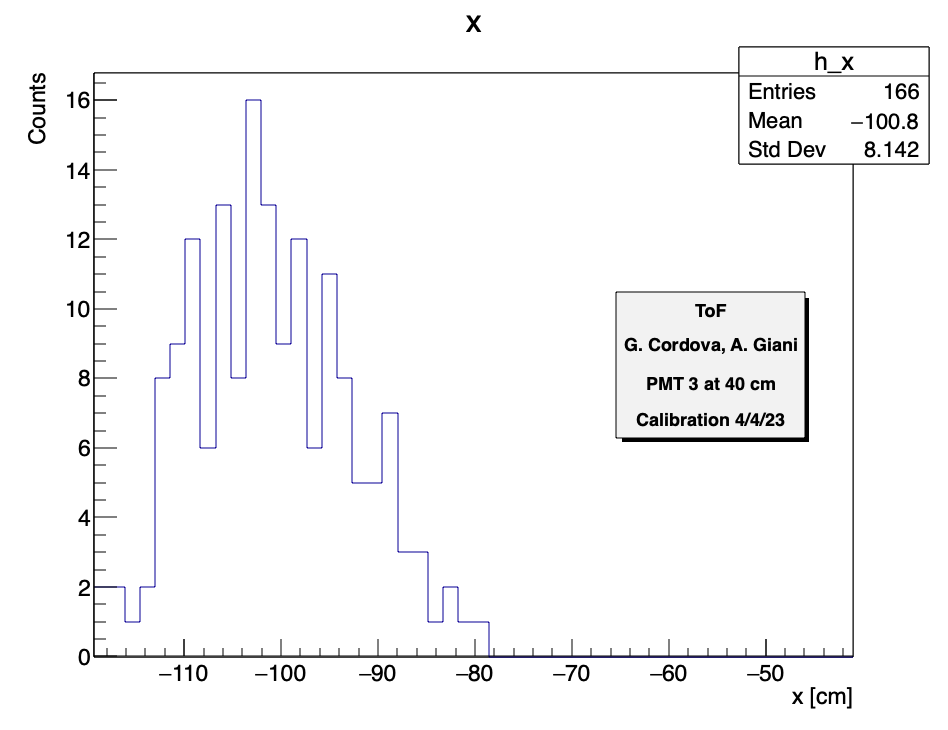 X
h_x
Entries 166
Mean −100.8
Std Dev 8.142
Counts
16
14
12
10
8
6
4
2
0
ToF
G. Cordova, A. Giani
PMT 3 at 40 cm
Calibration 4/4/23
−110 −100 −90 −80 −70 −60 −50
x [cm]